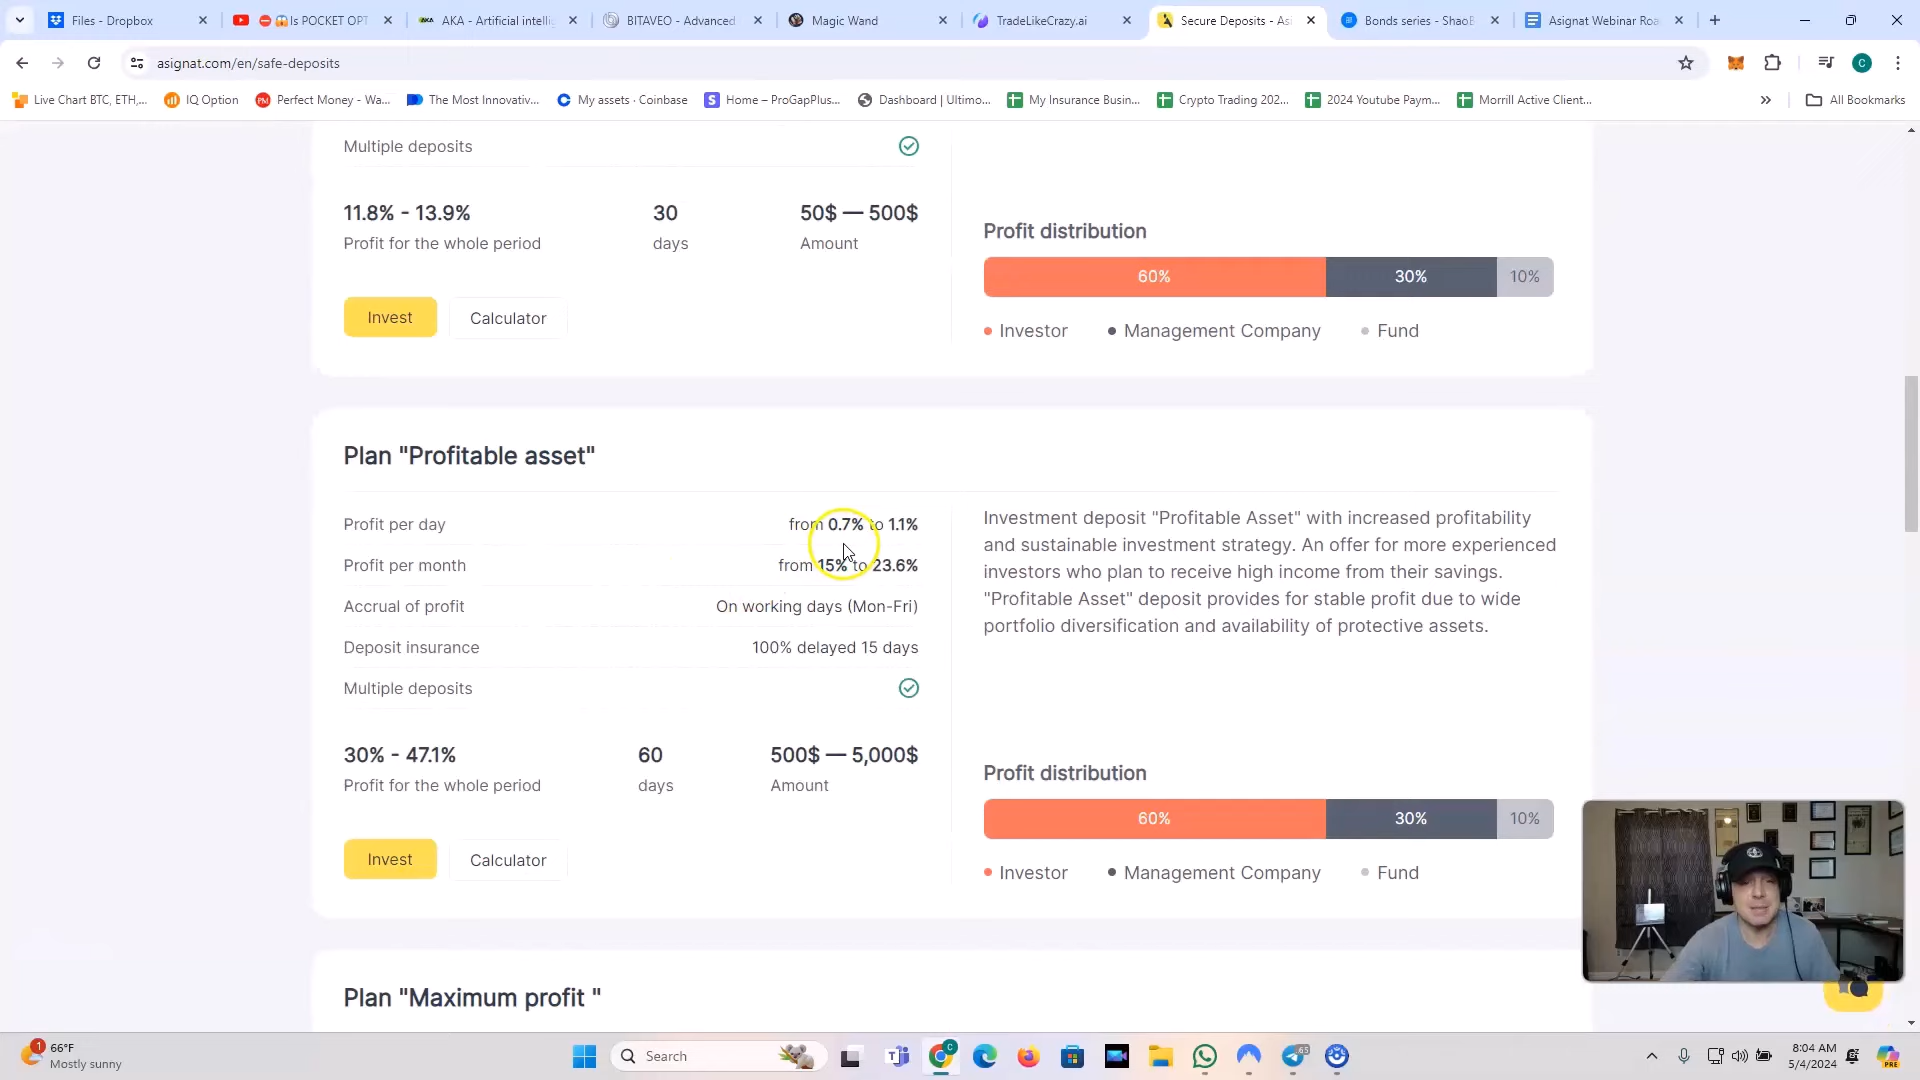 Files - Dropbox
Is POCKET OPT
AKA - Artificial intelli
BITAVEO - Advanced
Magic Wand
TradeLikeCrazy.ai
Secure Deposits - Asi
Bonds series - ShaoB
Asignat Webinar Roa
asignat.com/en/safe-deposits
C
Live Chart BTC, ETH,...
IQ Option
Perfect Money - Wa...
The Most Innovativ...
My assets · Coinbase
Home – ProGapPlus...
Dashboard | Ultimo...
My Insurance Busin...
Crypto Trading 202...
2024 Youtube Paym...
Morrill Active Client...
All Bookmarks
Multiple deposits
11.8% - 13.9%
30
50$ — 500$
Profit for the whole period
days
Amount
Invest
Calculator
Profit distribution
60%
30%
10%
Investor
Management Company
Fund
Plan "Profitable asset"
Profit per day
from 0.7% to 1.1%
Profit per month
from 15% to 23.6%
Accrual of profit
On working days (Mon-Fri)
Deposit insurance
100% delayed 15 days
Multiple deposits
Investment deposit "Profitable Asset" with increased profitability
and sustainable investment strategy. An offer for more experienced
investors who plan to receive high income from their savings.
"Profitable Asset" deposit provides for stable profit due to wide
portfolio diversification and availability of protective assets.
30% - 47.1%
60
500$ — 5,000$
Profit for the whole period
days
Amount
Invest
Calculator
Profit distribution
60%
30%
10%
Investor
Management Company
Fund
Plan "Maximum profit "
1
66°F
Mostly sunny
Search
8:04 AM
5/4/2024